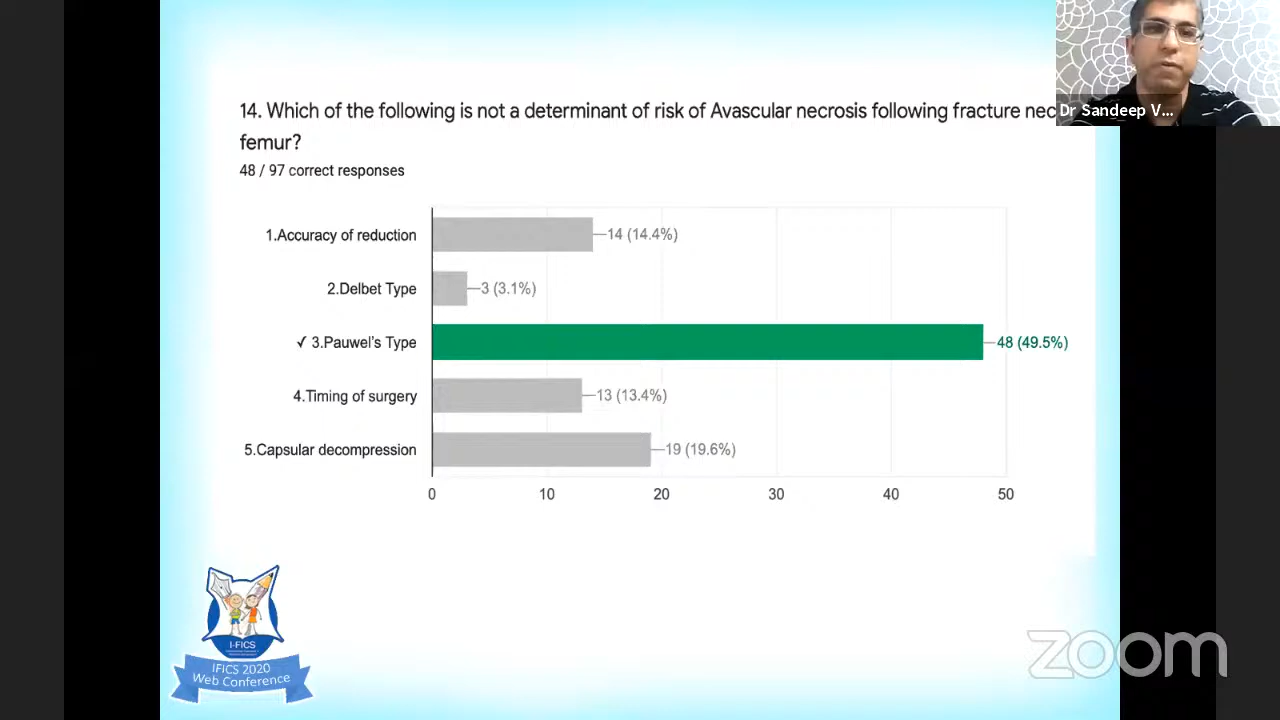 14. Which of the following is not a determinant of risk of Avascular necrosis following fracture nec
femur?
48 / 97 correct responses
1.Accuracy of reduction
14 (14.4%)
2.Delbet Type
3 (3.1%)
✓ 3.Pauwel's Type
48 (49.5%)
4.Timing of surgery
13 (13.4%)
5.Capsular decompression
19 (19.6%)
0 10 20 30 40 50
Dr Sandeep V...
I-FICS
IFICS 2020
Web Conference
zoom